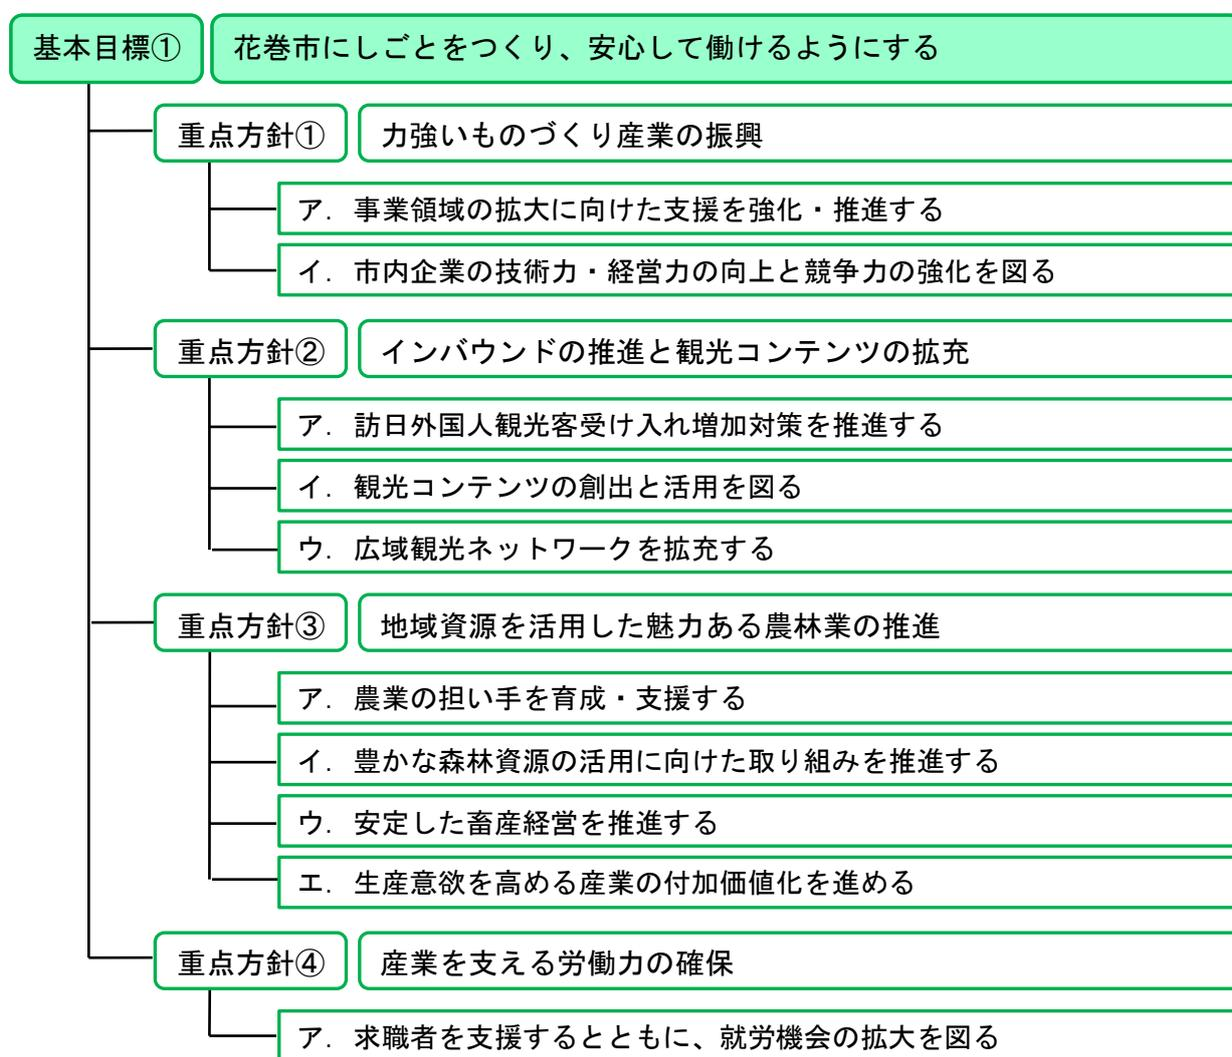 基本目標① 花巻市にしごとをつくり、安心して働けるようにする
重点方針① 力強いものづくり産業の振興
ア．事業領域の拡大に向けた支援を強化・推進する
イ．市内企業の技術力・経営力の向上と競争力の強化を図る
重点方針② インバウンドの推進と観光コンテンツの拡充
ア．訪日外国人観光客受け入れ増加対策を推進する
イ．観光コンテンツの創出と活用を図る
ウ．広域観光ネットワークを拡充する
重点方針③ 地域資源を活用した魅力ある農林業の推進
ア．農業の担い手を育成・支援する
イ．豊かな森林資源の活用に向けた取り組みを推進する
ウ．安定した畜産経営を推進する
エ．生産意欲を高める産業の付加価値化を進める
重点方針④ 産業を支える労働力の確保
ア．求職者を支援するとともに、就労機会の拡大を図る